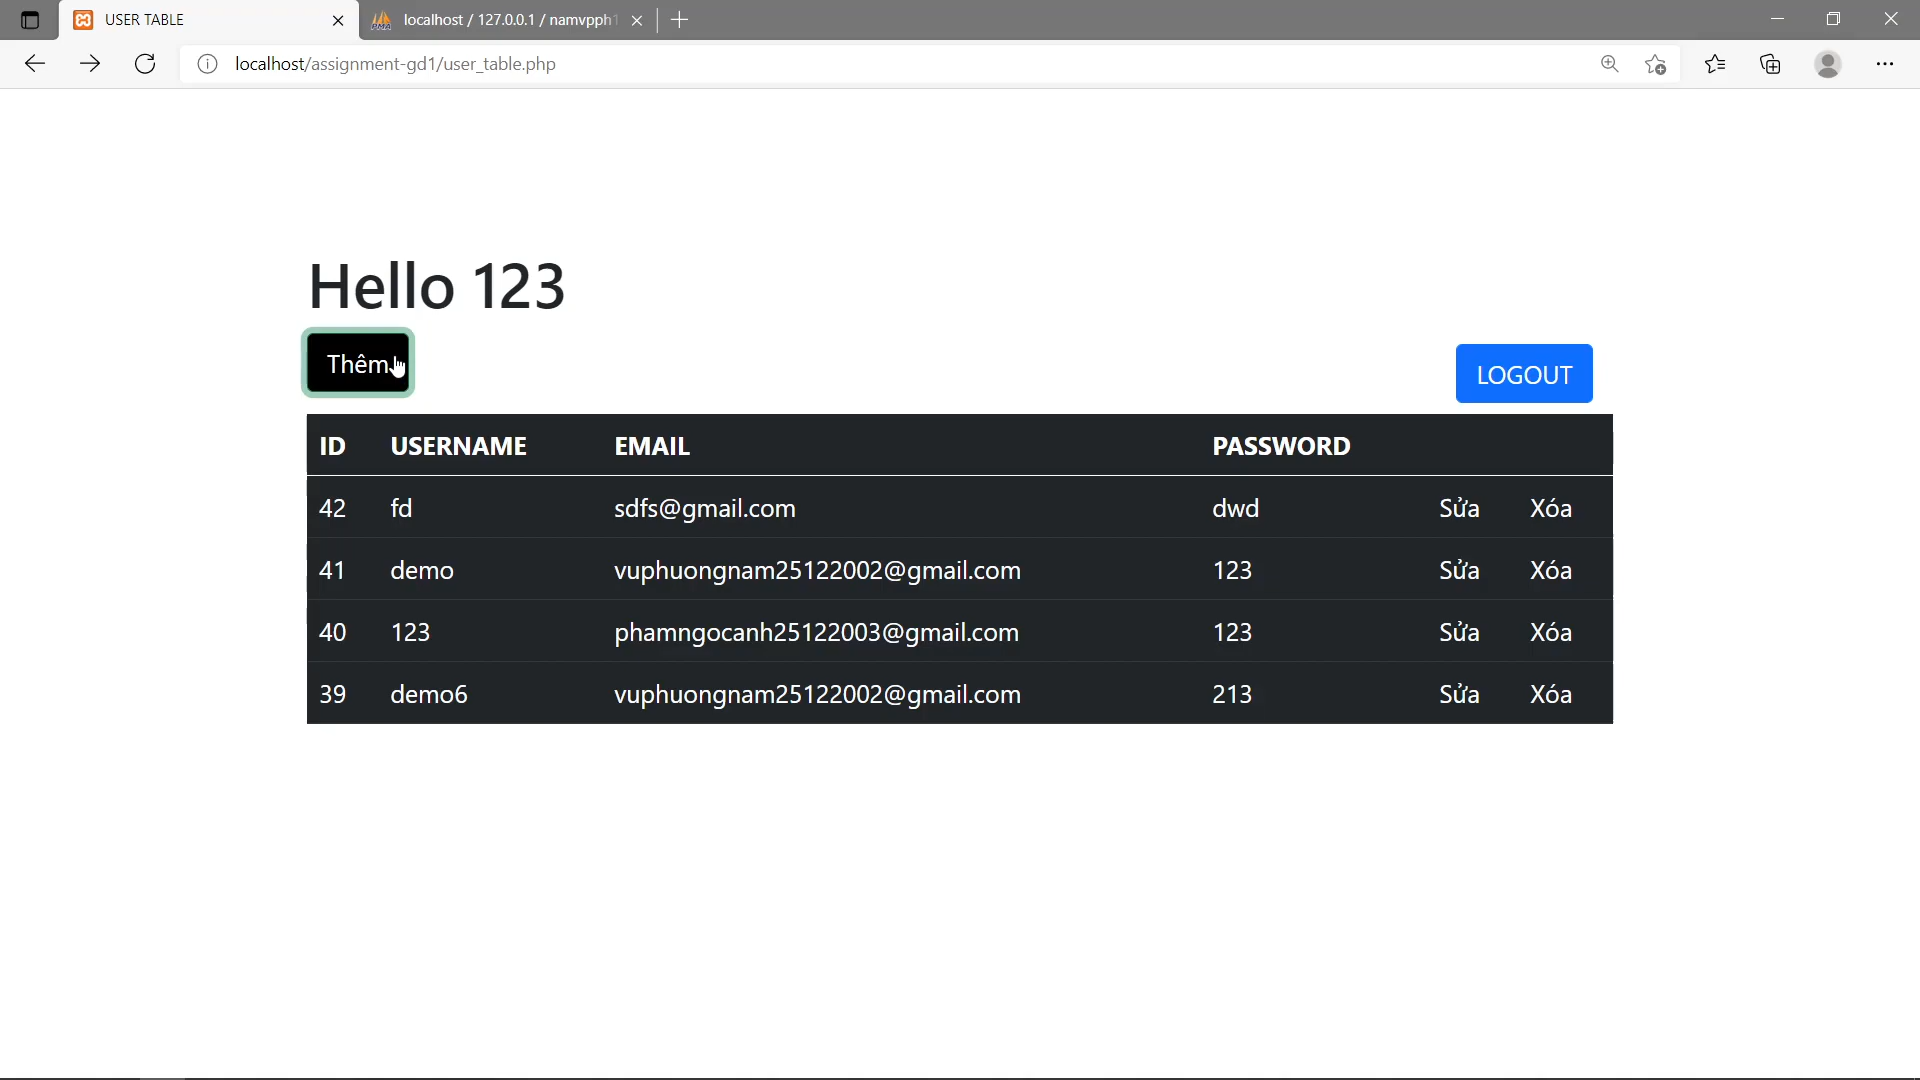 USER TABLE
localhost / 127.0.0.1 / namvpph1
localhost/assignment-gd1/user_table.php
Hello 123
Thêm
LOGOUT
ID USERNAME EMAIL PASSWORD
42 fd sdfs@gmail.com dwd Sửa Xóa
41 demo vuphuongnam25122002@gmail.com 123 Sửa Xóa
40 123 phamngocanh25122003@gmail.com 123 Sửa Xóa
39 demo6 vuphuongnam25122002@gmail.com 213 Sửa Xóa